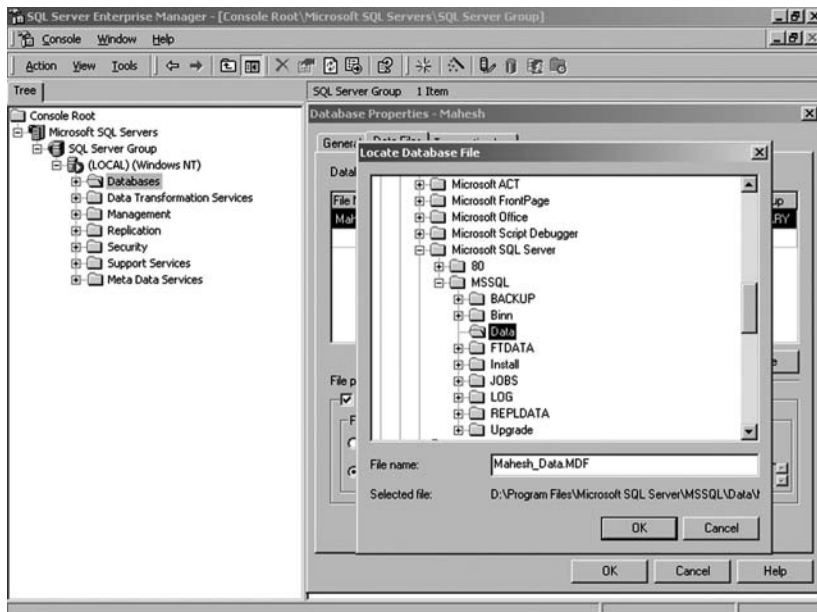 SQL Server Enterprise Manager - [Console Root\Microsoft SQL Servers\SQL Server Group]
Console Window Help
Action View Tools
Tree
SQL Server Group 1 Item
Console Root
Microsoft SQL Servers
SQL Server Group
(LOCAL) (Windows NT)
Databases
Data Transformation Services
Management
Replication
Security
Support Services
Meta Data Services
Database Properties - Mahesh
Locate Database File
Microsoft ACT
Microsoft FrontPage
Microsoft Office
Microsoft Script Debugger
Microsoft SQL Server
80
MSSQL
BACKUP
Binn
Data
FTDATA
Install
JOBS
LOG
REPLDATA
Upgrade
File name:
Mahesh_Data.MDF
Selected file:
D:\Program Files\Microsoft SQL Server\MSSQL\Data\
OK Cancel
OK Cancel Help